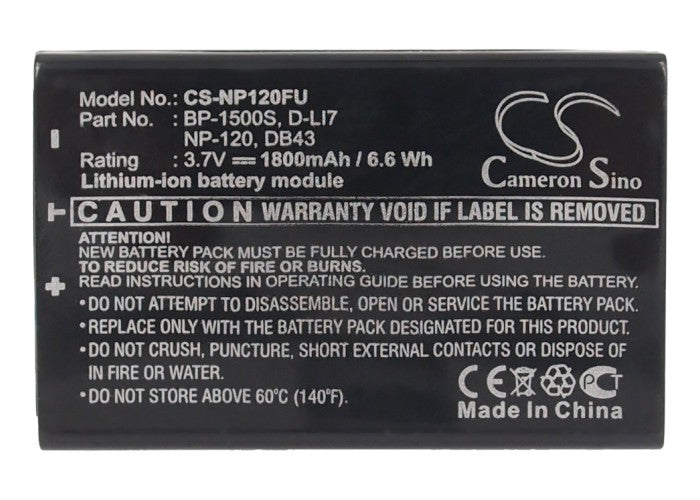 Model No.: CS-NP120FU
Part No.: BP-1500S, D-LI7
NP-120, DB43
Rating : 3.7V 1800mAh / 6.6 Wh
Lithium-ion battery module
CS
Cameron Sino
CAUTION WARRANTY VOID IF LABEL IS REMOVED
ATTENTION!
NEW BATTERY PACK MUST BE FULLY CHARGED BEFORE USE.
TO REDUCE RISK OF FIRE OR BURNS.
READ INSTRUCTIONS IN OPERATING GUIDE BEFORE USING BATTERY.
•DO NOT ATTEMPT TO DISASSEMBLE, OPEN OR SERVICE THE BATTERY PACK.
•REPLACE ONLY WITH THE BATTERY PACK DESIGNATED FOR THIS PRODUCT.
•DO NOT CRUSH, PUNCTURE, SHORT EXTERNAL CONTACTS OR DISPOSE OF
IN FIRE OR WATER.
•DO NOT STORE ABOVE 60°C (140°F).
CE PC
Made In China
− T +